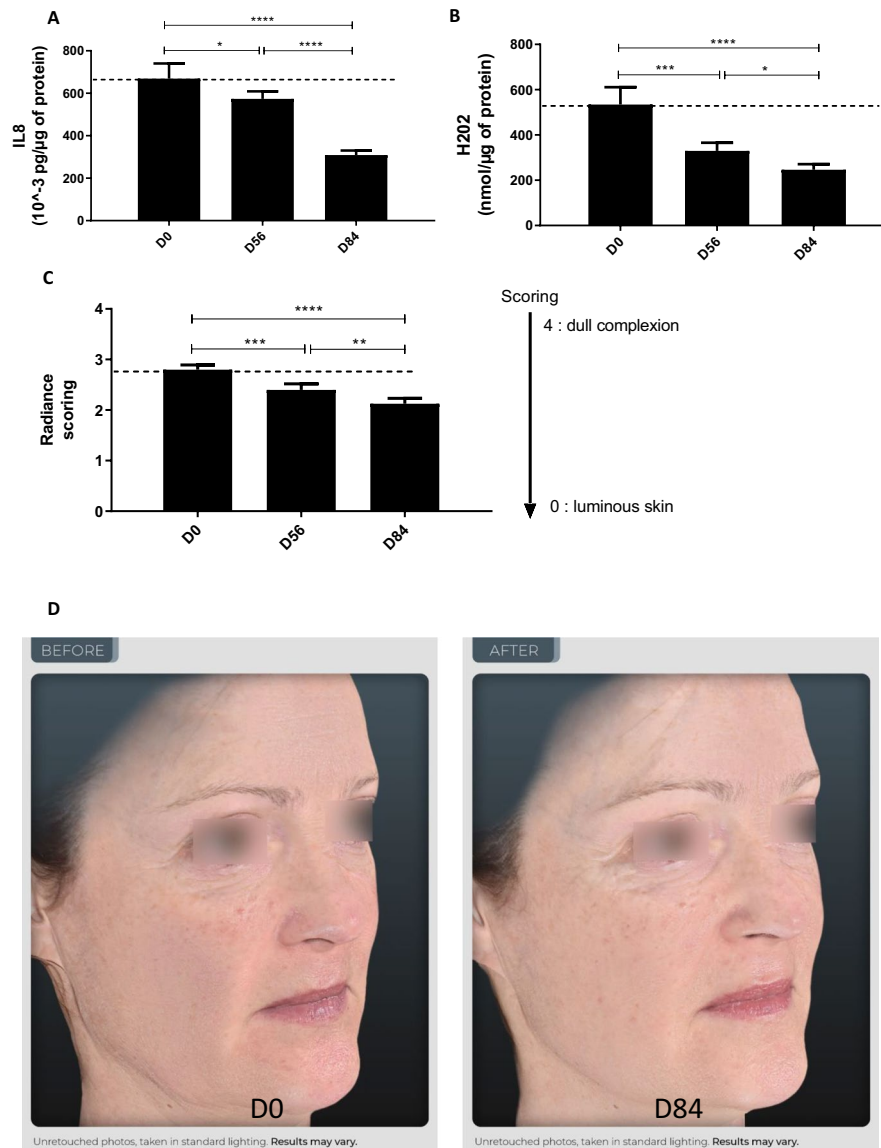 A
****
* ****
800
600
400
200
0
IL8
(10^-3 pg/µg of protein)
D0 D56 D84
B
****
*** *
800
600
400
200
0
H202
(nmol/µg of protein)
D0 D56 D84
C
****
*** **
4
3
2
1
0
Radiance
scoring
D0 D56 D84
Scoring
4 : dull complexion
0 : luminous skin
D
BEFORE
D0
Unretouched photos, taken in standard lighting. Results may vary.
AFTER
D84
Unretouched photos, taken in standard lighting. Results may vary.